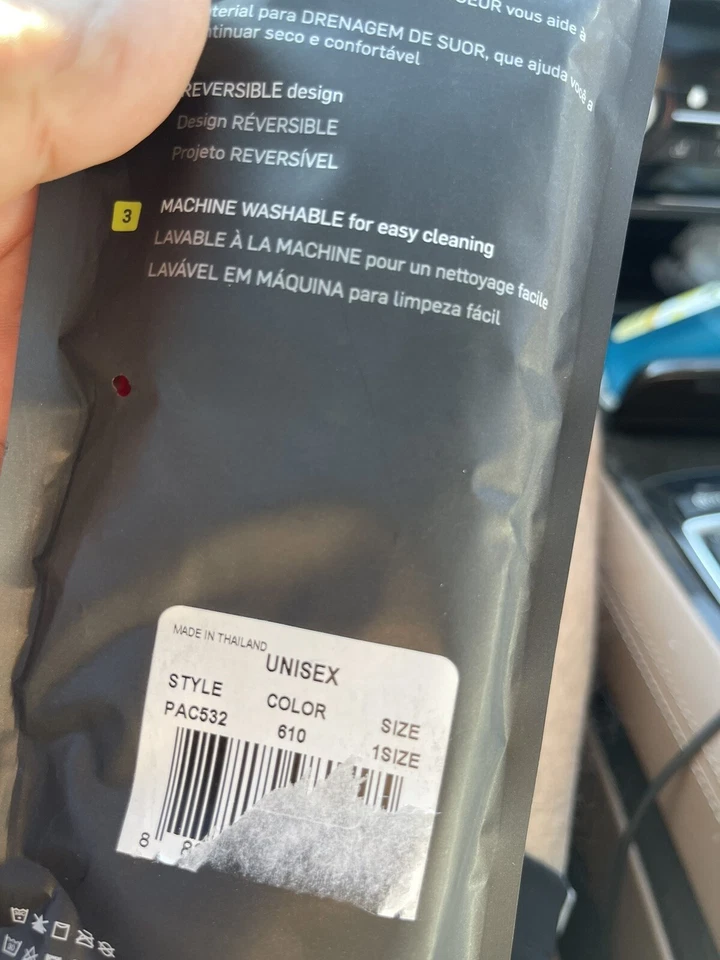 vous aide à
para DRENAGEM DE SUOR, que ajuda você a
seco e confortável
REVERSIBLE design
Design RÉVERSIBLE
Projeto REVERSÍVEL
3 MACHINE WASHABLE for easy cleaning
LAVABLE À LA MACHINE pour un nettoyage facile
LAVÁVEL EM MÁQUINA para limpeza fácil
MADE IN THAILAND
UNISEX
STYLE COLOR SIZE
PAC532 610 1SIZE
8